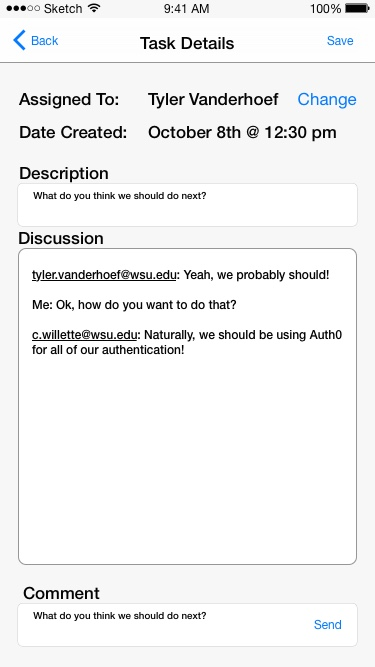 Sketch 9:41 AM 100%
Back Task Details Save
Assigned To: Tyler Vanderhoef Change
Date Created: October 8th @ 12:30 pm
Description
What do you think we should do next?
Discussion
tyler.vanderhoef@wsu.edu: Yeah, we probably should!
Me: Ok, how do you want to do that?
c.willette@wsu.edu: Naturally, we should be using Auth0
for all of our authentication!
Comment
What do you think we should do next?
Send